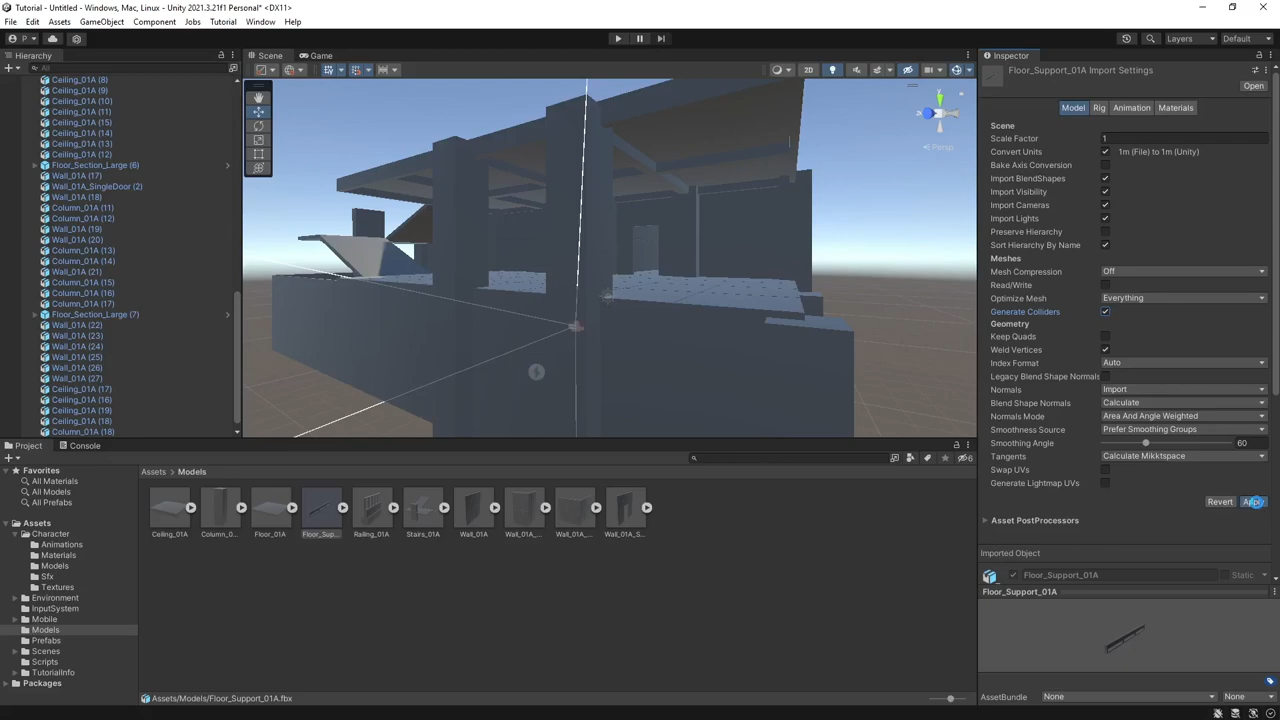 Tutorial - Untitled - Windows, Mac, Linux - Unity 2021.3.21f1 Personal* <DX11>
File Edit Assets GameObject Component Jobs Tutorial Window Help
P Layers Default
Hierarchy
All
Ceiling_01A (8)
Ceiling_01A (9)
Ceiling_01A (10)
Ceiling_01A (11)
Ceiling_01A (15)
Ceiling_01A (14)
Ceiling_01A (13)
Ceiling_01A (12)
Floor_Section_Large (6)
Wall_01A (17)
Wall_01A_SingleDoor (2)
Wall_01A (18)
Column_01A (11)
Column_01A (12)
Wall_01A (19)
Wall_01A (20)
Column_01A (13)
Column_01A (14)
Wall_01A (21)
Column_01A (15)
Column_01A (16)
Column_01A (17)
Floor_Section_Large (7)
Wall_01A (22)
Wall_01A (23)
Wall_01A (24)
Wall_01A (25)
Wall_01A (26)
Wall_01A (27)
Ceiling_01A (17)
Ceiling_01A (16)
Ceiling_01A (19)
Ceiling_01A (18)
Column_01A (18)
Scene Game
2D
y
Persp
Inspector
Floor_Support_01A Import Settings
Open
Model Rig Animation Materials
Scene
Scale Factor 1
Convert Units 1m (File) to 1m (Unity)
Bake Axis Conversion
Import BlendShapes
Import Visibility
Import Cameras
Import Lights
Preserve Hierarchy
Sort Hierarchy By Name
Meshes
Mesh Compression Off
Read/Write
Optimize Mesh Everything
Generate Colliders
Geometry
Keep Quads
Weld Vertices
Index Format Auto
Legacy Blend Shape Normals
Normals Import
Blend Shape Normals Calculate
Normals Mode Area And Angle Weighted
Smoothness Source Prefer Smoothing Groups
Smoothing Angle 60
Tangents Calculate Mikktspace
Swap UVs
Generate Lightmap UVs
Revert Apply
Asset PostProcessors
Imported Object
Floor_Support_01A Static
Floor_Support_01A
AssetBundle None None
Project Console
6
Favorites
All Materials
All Models
All Prefabs
Assets
Character
Animations
Materials
Models
Sfx
Textures
Environment
InputSystem
Mobile
Models
Prefabs
Scenes
Scripts
TutorialInfo
Packages
Assets > Models
Ceiling_01A Column_0... Floor_01A Floor_Sup... Railing_01A Stairs_01A Wall_01A Wall_01A_... Wall_01A_... Wall_01A_S...
Assets/Models/Floor_Support_01A.fbx